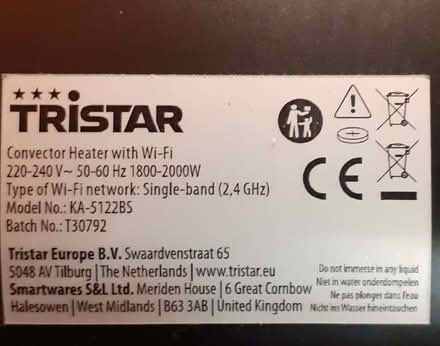 TRISTAR
Convector Heater with Wi-Fi
220-240 V~ 50-60 Hz 1800-2000W
Type of Wi-Fi network: Single-band (2,4 GHz)
Model No.: KA-5122BS
Batch No.: T30792
CE
Tristar Europe B.V. Swaardvenstraat 65
5048 AV Tilburg | The Netherlands | www.tristar.eu
Smartwares S&L Ltd. Meriden House | 6 Great Cornbow
Halesowen | West Midlands | B63 3AB | United Kingdom
Do not immerse in any liquid
Niet in water onderdompelen
Ne pas plonger dans l'eau
Nicht ins Wasser hineintauchen